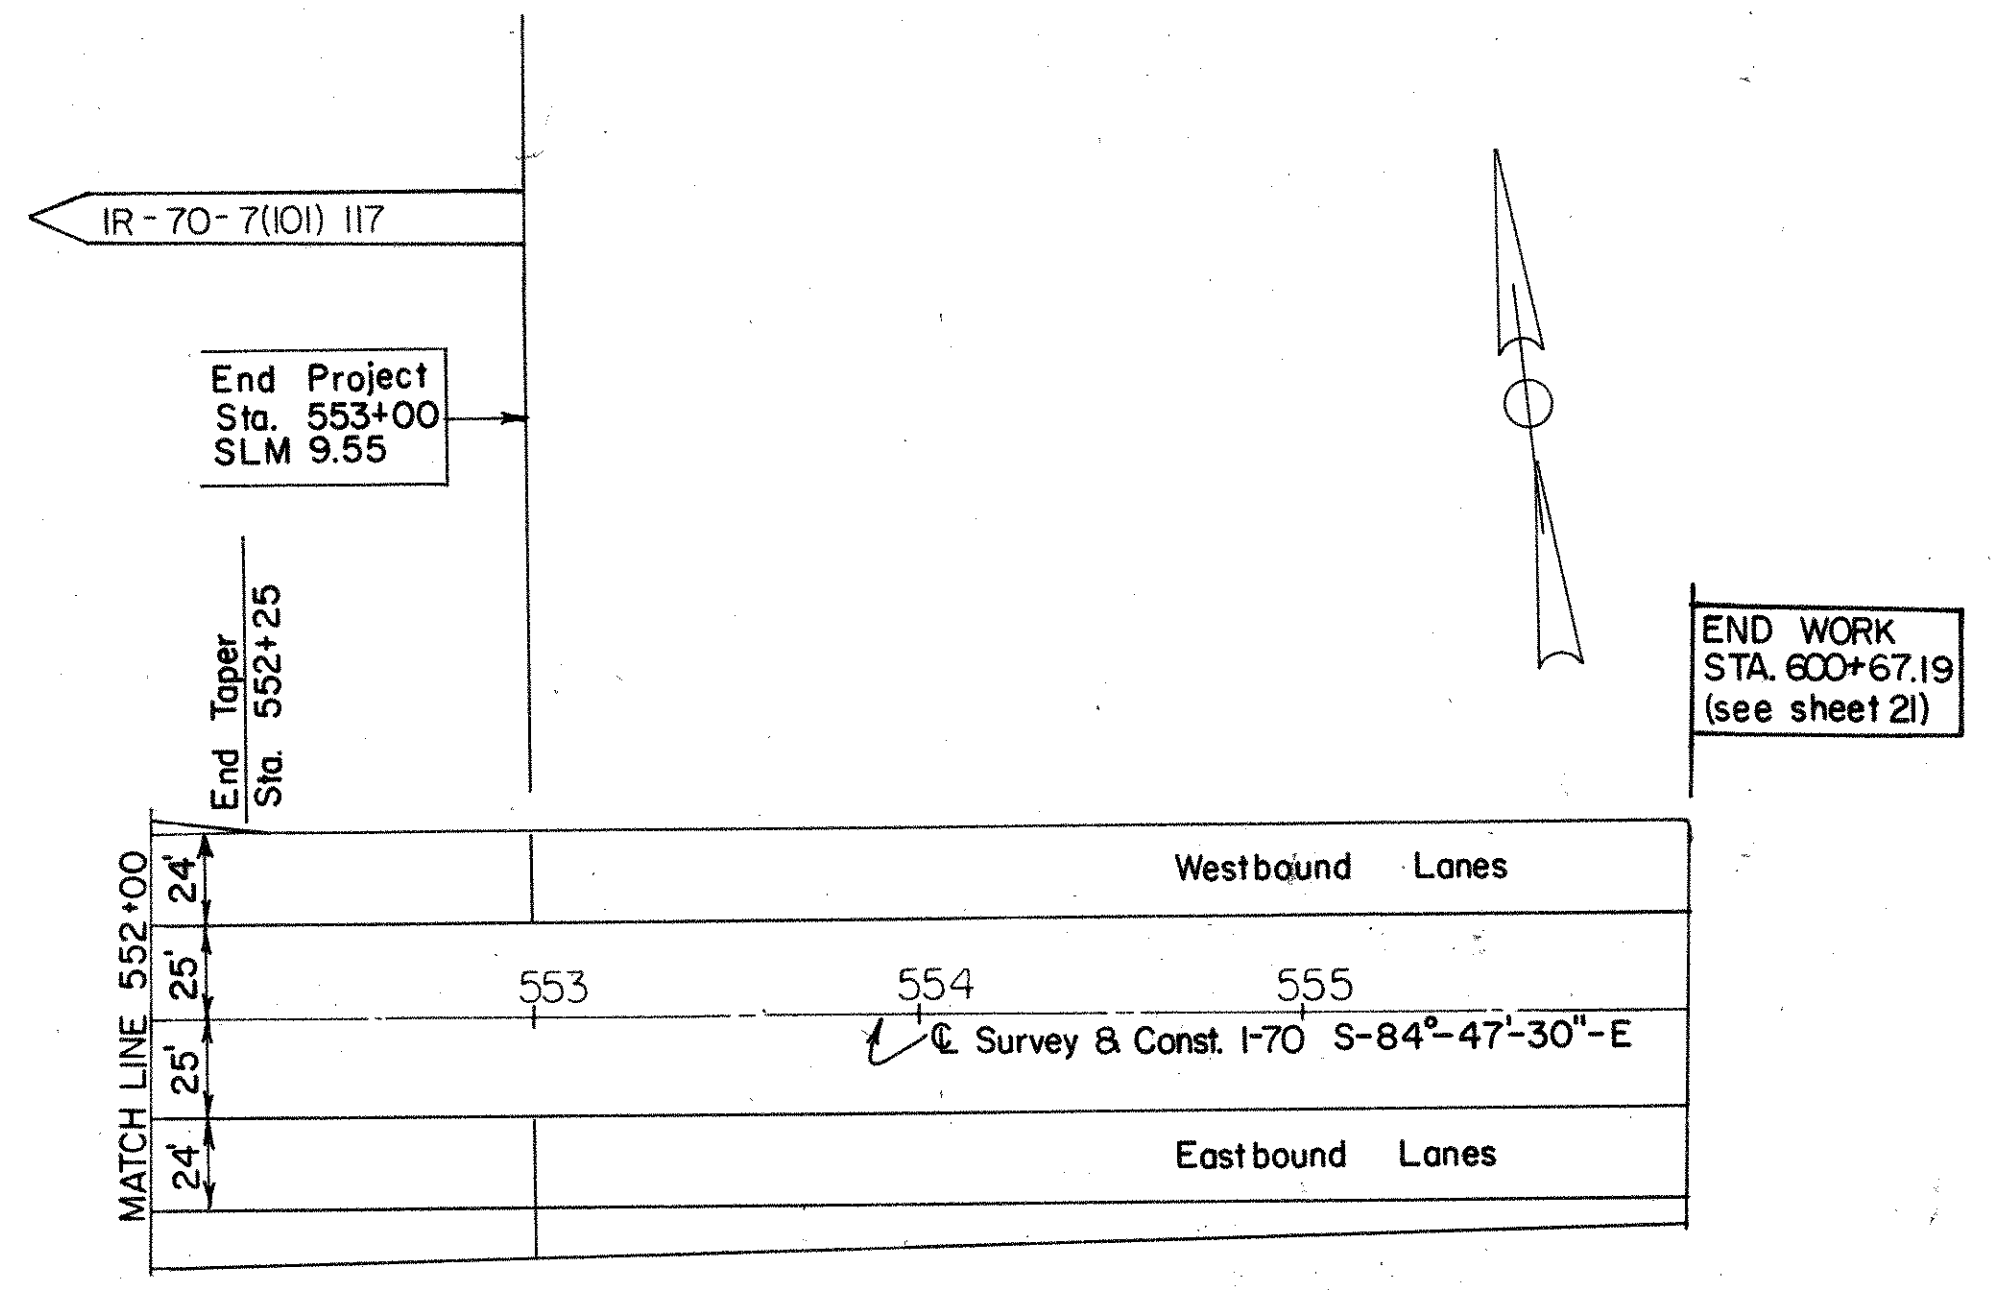 IR-70-7(101) 117
End Project
Sta. 553+00
SLM 9.55
End Taper
Sta. 552+25
END WORK
STA. 600+67.19
(see sheet 21)
MATCH LINE 552+00
24'
25'
25'
24'
Westbound Lanes
553
554
555
℄ Survey & Const. I-70 S-84°-47'-30"-E
Eastbound Lanes